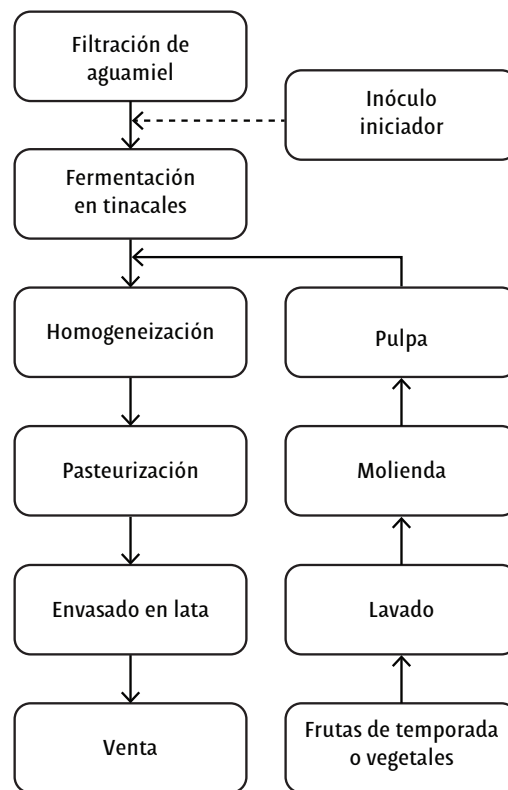 Filtración de
aguamiel
Inóculo
iniciador
Fermentación
en tinacales
Homogeneización
Pulpa
Pasteurización
Molienda
Envasado en lata
Lavado
Venta
Frutas de temporada
o vegetales